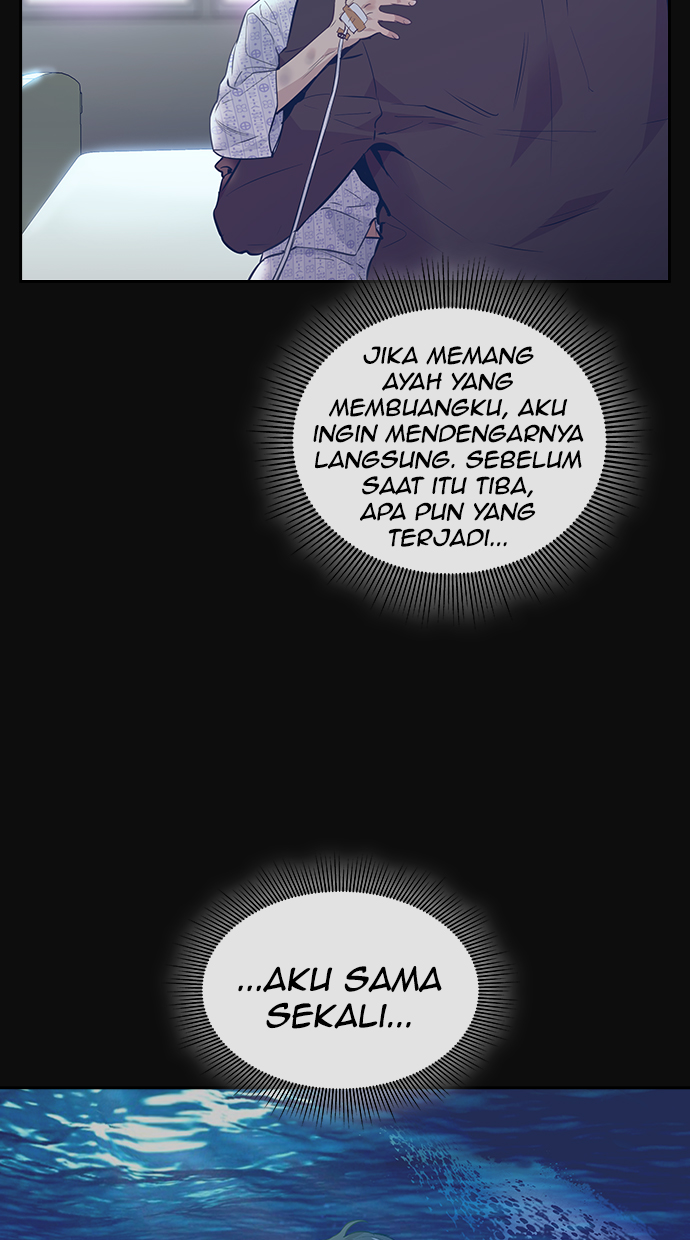 JIKA MEMANG
AYAH YANG
MEMBUANGKU, AKU
INGIN MENDENGARNYA
LANGSUNG. SEBELUM
SAAT ITU TIBA,
APA PUN YANG
TERJADI...
...AKU SAMA
SEKALI...